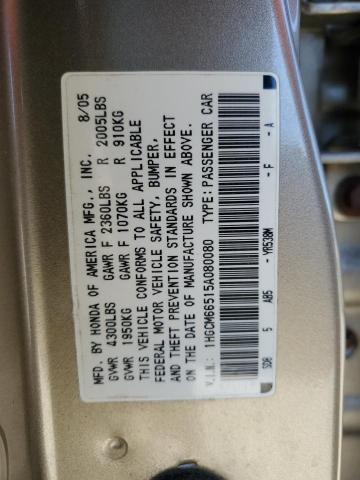 MFD. BY HONDA OF AMERICA MFG., INC. 8/05
GVWR 4300LBS GAWR F 2360LBS R 2005LBS
GVWR 1950KG GAWR F 1070KG R 910KG
THIS VEHICLE CONFORMS TO ALL APPLICABLE
FEDERAL MOTOR VEHICLE SAFETY, BUMPER,
AND THEFT PREVENTION STANDARDS IN EFFECT
ON THE DATE OF MANUFACTURE SHOWN ABOVE.
V.I.N.: 1HGCM66515A080080 TYPE: PASSENGER CAR
SDB 5 AB5 - YR538M - F - A